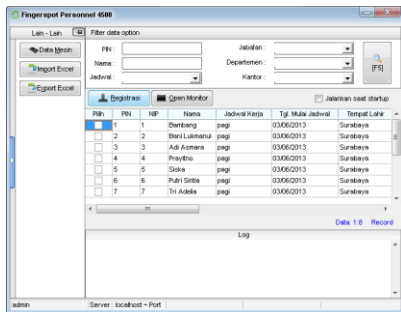 Fingerspot Personnel 4500
Lain - Lain
Filter data option
Data Mesin
Import Excel
Export Excel
PIN :
Nama :
Jadwal :
Jabatan :
Departemen :
Kantor :
[F5]
Registrasi
Open Monitor
Jalankan saat startup
Pilih PIN NIP Nama Jadwal Kerja Tgl. Mulai Jadwal Tempat Lahir
1 1 Bambang pagi 03/06/2013 Surabaya
2 2 Bani Lukmanul pagi 03/06/2013 Surabaya
3 3 Adi Asmara pagi 03/06/2013 Surabaya
4 4 Prayitno pagi 03/06/2013 Surabaya
5 5 Siska pagi 03/06/2013 Surabaya
6 6 Putri Sintia pagi 03/06/2013 Surabaya
7 7 Tri Adelia pagi 03/06/2013 Surabaya
Data: 1:8 Record
Log
admin
Server : localhost - Port